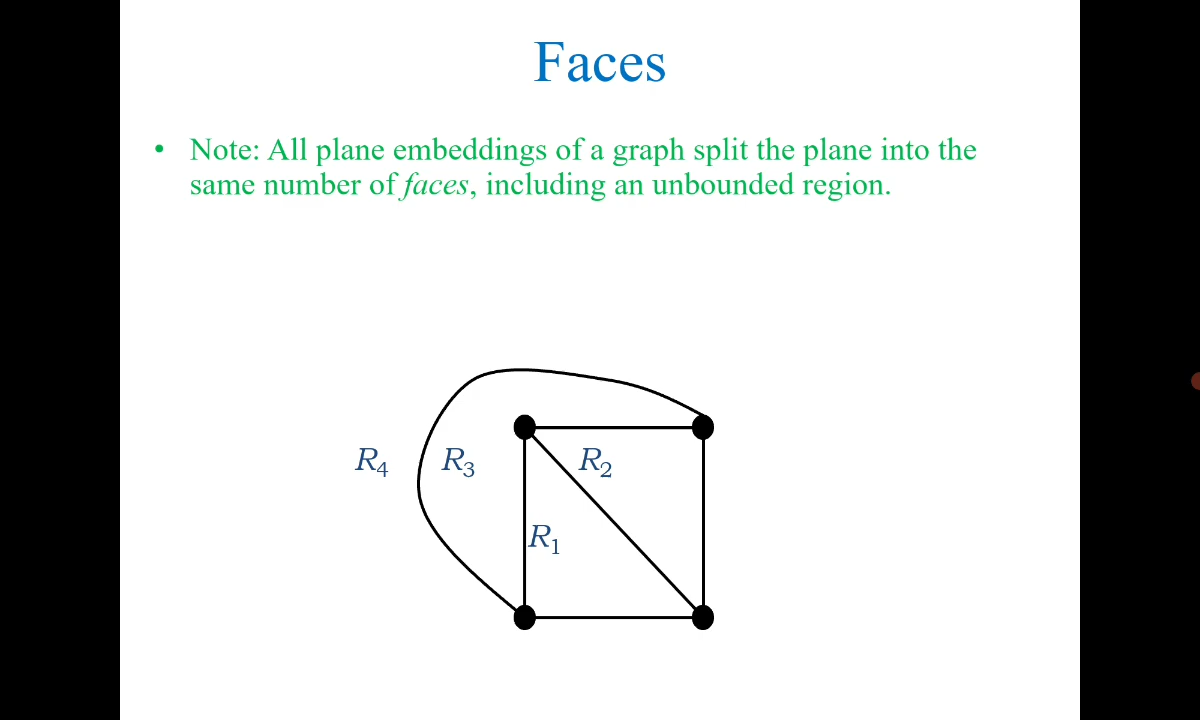 Faces
• Note: All plane embeddings of a graph split the plane into the
same number of faces, including an unbounded region.
R4 R3 R2
R1